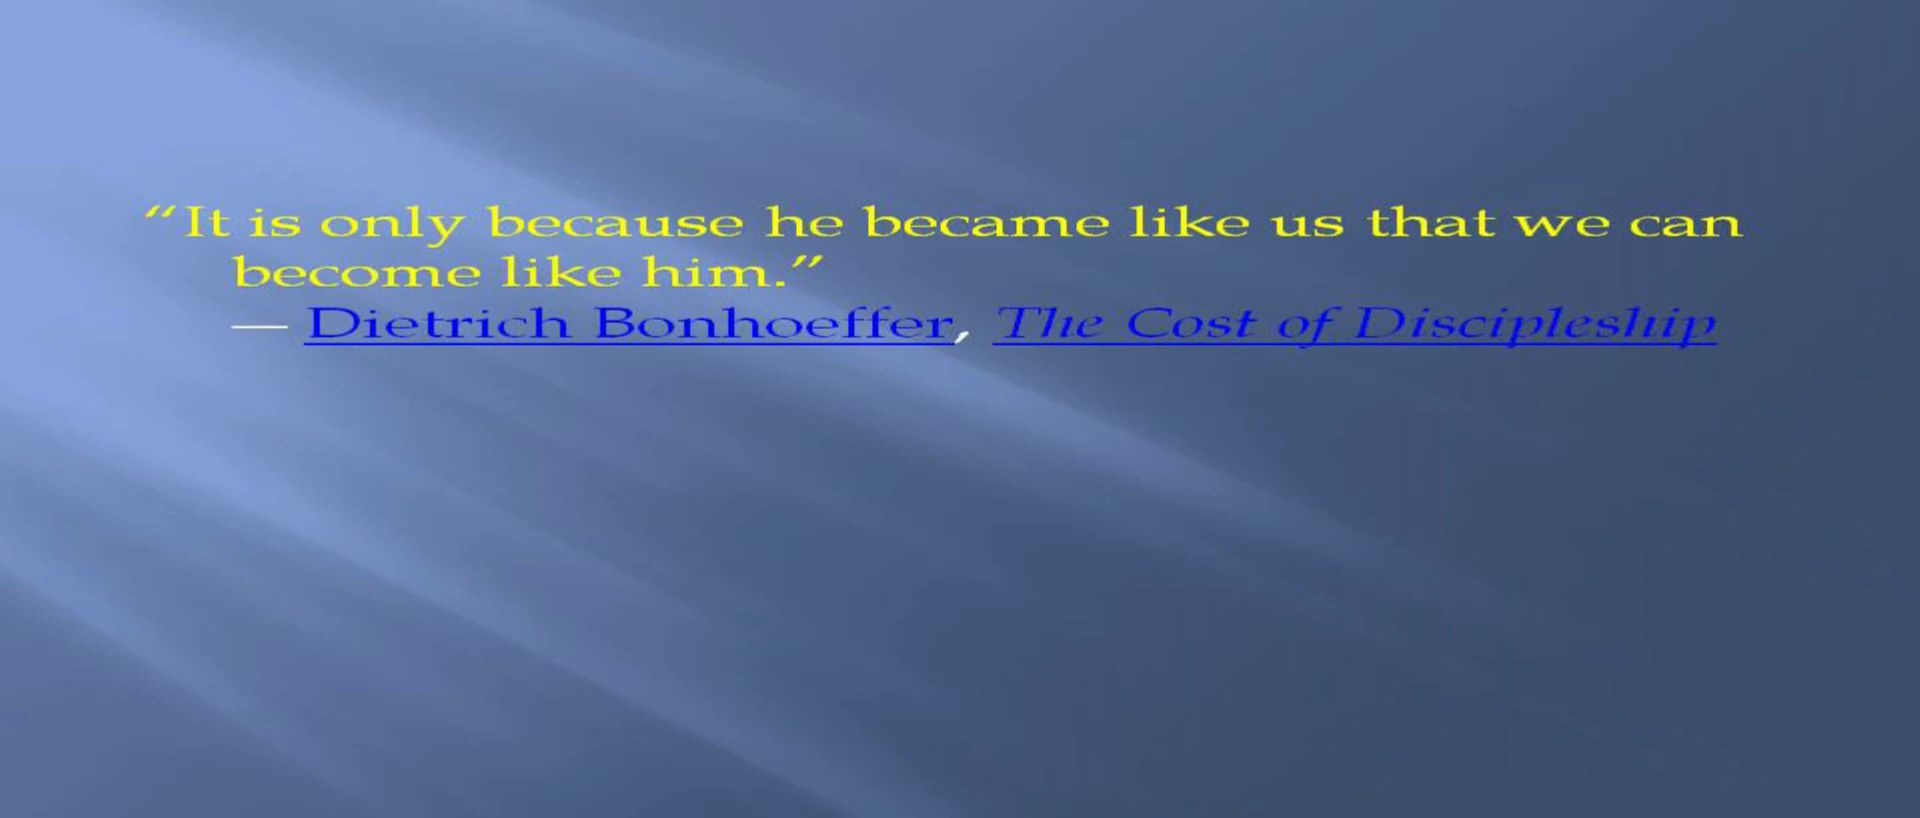 “It is only because he became like us that we can
become like him.”
— Dietrich Bonhoeffer, The Cost of Discipleship